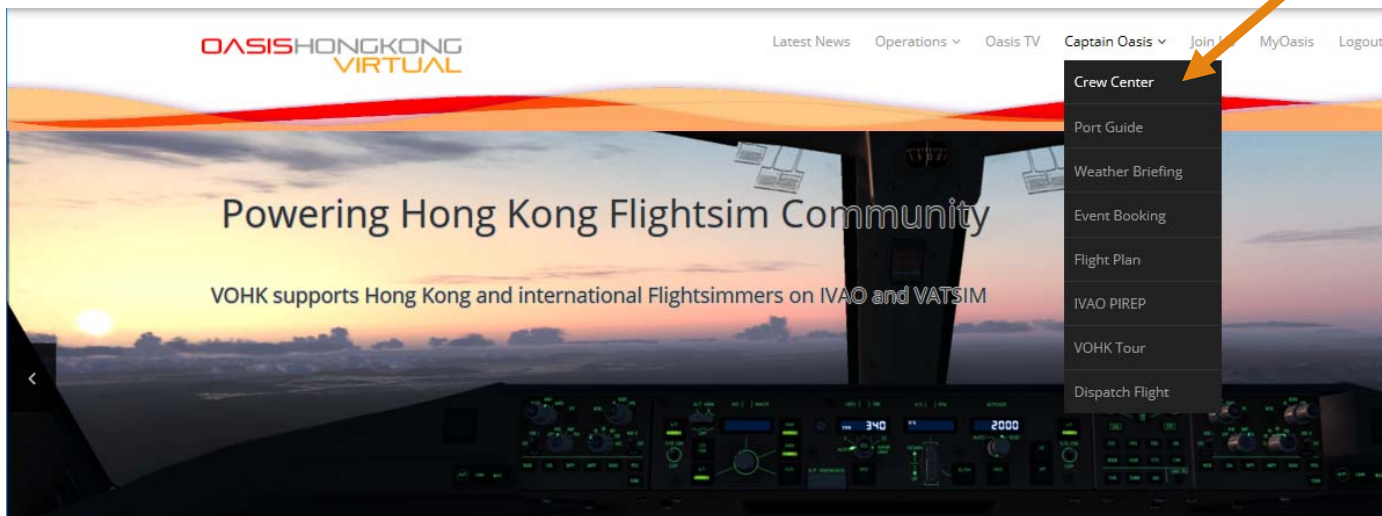 OASISHONGKONG
VIRTUAL
Latest News Operations Oasis TV Captain Oasis MyOasis Logout
Crew Center
Port Guide
Weather Briefing
Event Booking
Flight Plan
IVAO PIREP
VOHK Tour
Dispatch Flight
Powering Hong Kong Flightsim Community
VOHK supports Hong Kong and international Flightsimmers on IVAO and VATSIM
340
2000